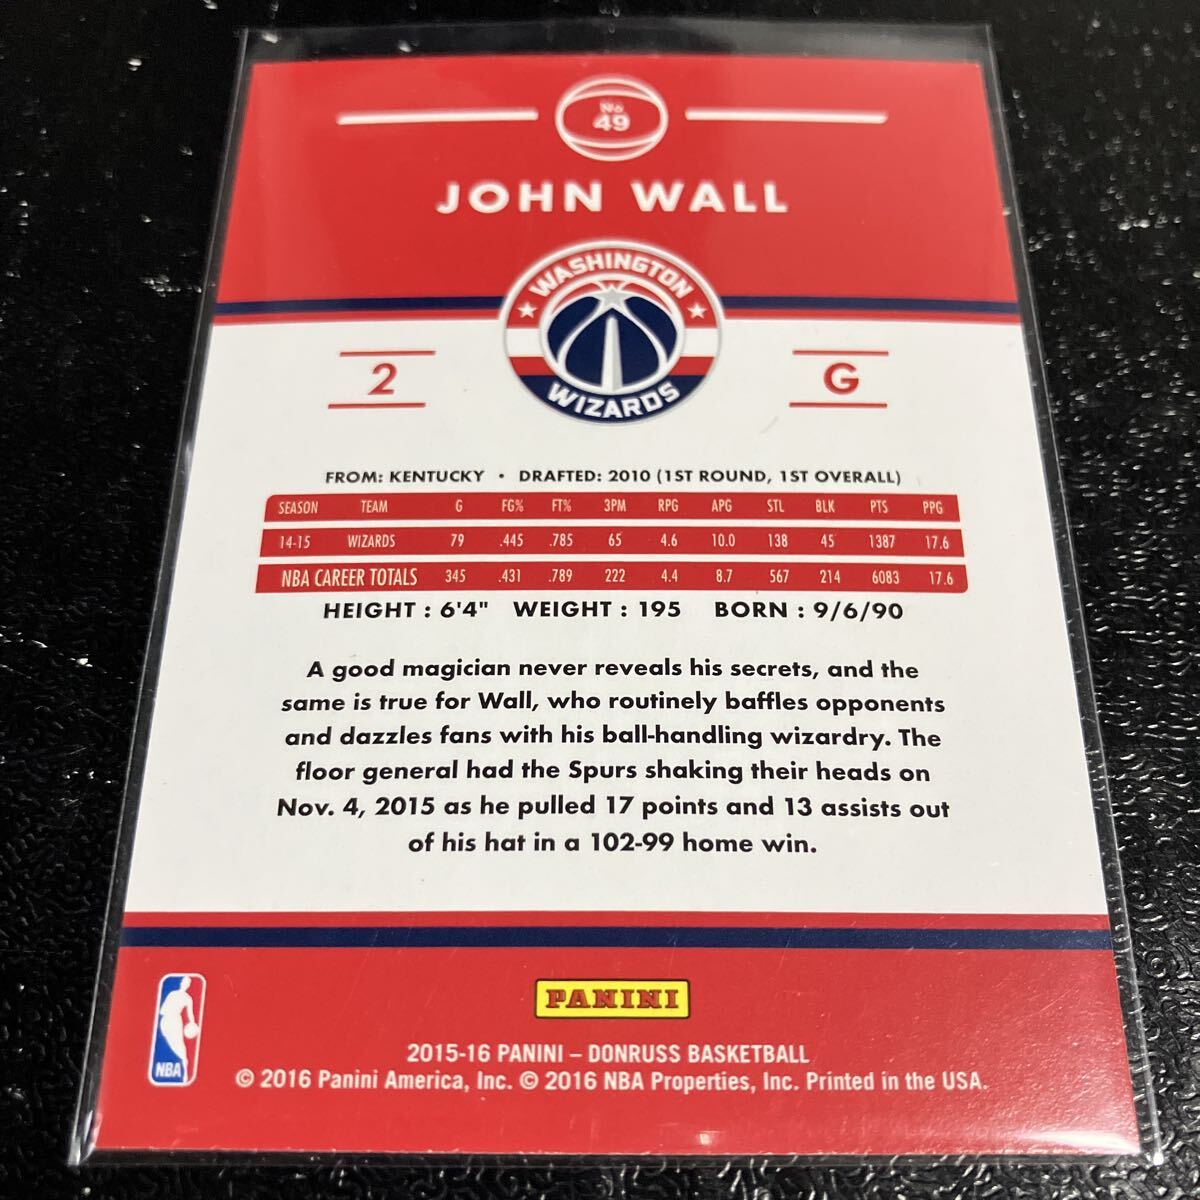 No
49
JOHN WALL
WASHINGTON
WIZARDS
2
G
FROM: KENTUCKY • DRAFTED: 2010 (1ST ROUND, 1ST OVERALL)
SEASON TEAM G FG% FT% 3PM RPG APG STL BLK PTS PPG
14-15 WIZARDS 79 .445 .785 65 4.6 10.0 138 45 1387 17.6
NBA CAREER TOTALS 345 .431 .789 222 4.4 8.7 567 214 6083 17.6
HEIGHT : 6'4" WEIGHT : 195 BORN : 9/6/90
A good magician never reveals his secrets, and the
same is true for Wall, who routinely baffles opponents
and dazzles fans with his ball-handling wizardry. The
floor general had the Spurs shaking their heads on
Nov. 4, 2015 as he pulled 17 points and 13 assists out
of his hat in a 102-99 home win.
NBA
PANINI
2015-16 PANINI – DONRUSS BASKETBALL
© 2016 Panini America, Inc. © 2016 NBA Properties, Inc. Printed in the USA.